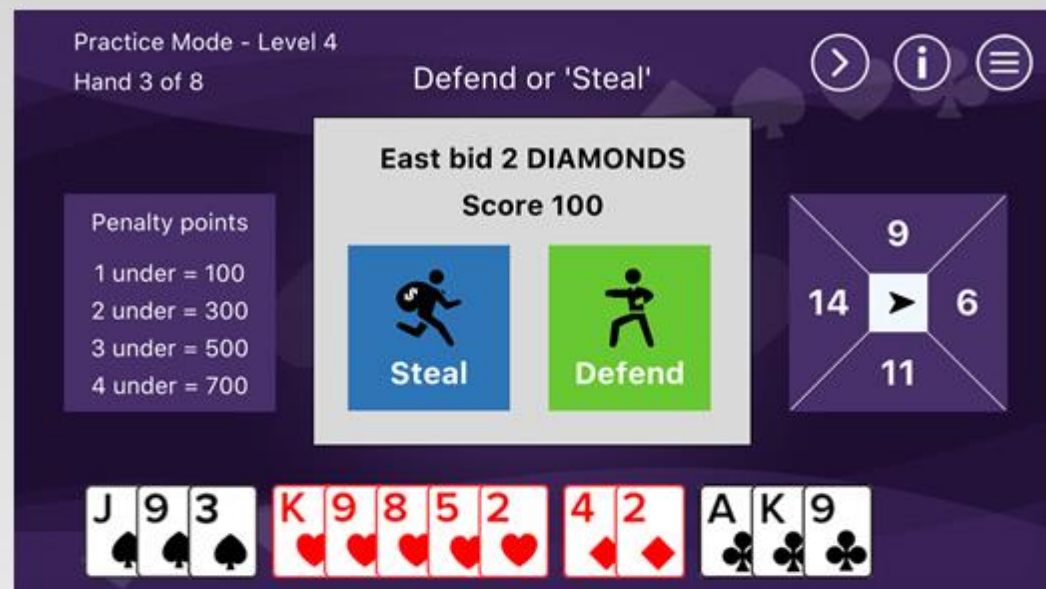 Practice Mode - Level 4
Hand 3 of 8
Defend or 'Steal'
East bid 2 DIAMONDS
Score 100
Steal
Defend
Penalty points
1 under = 100
2 under = 300
3 under = 500
4 under = 700
9
14
6
11
J 9 3 K 9 8 5 2 4 2 A K 9